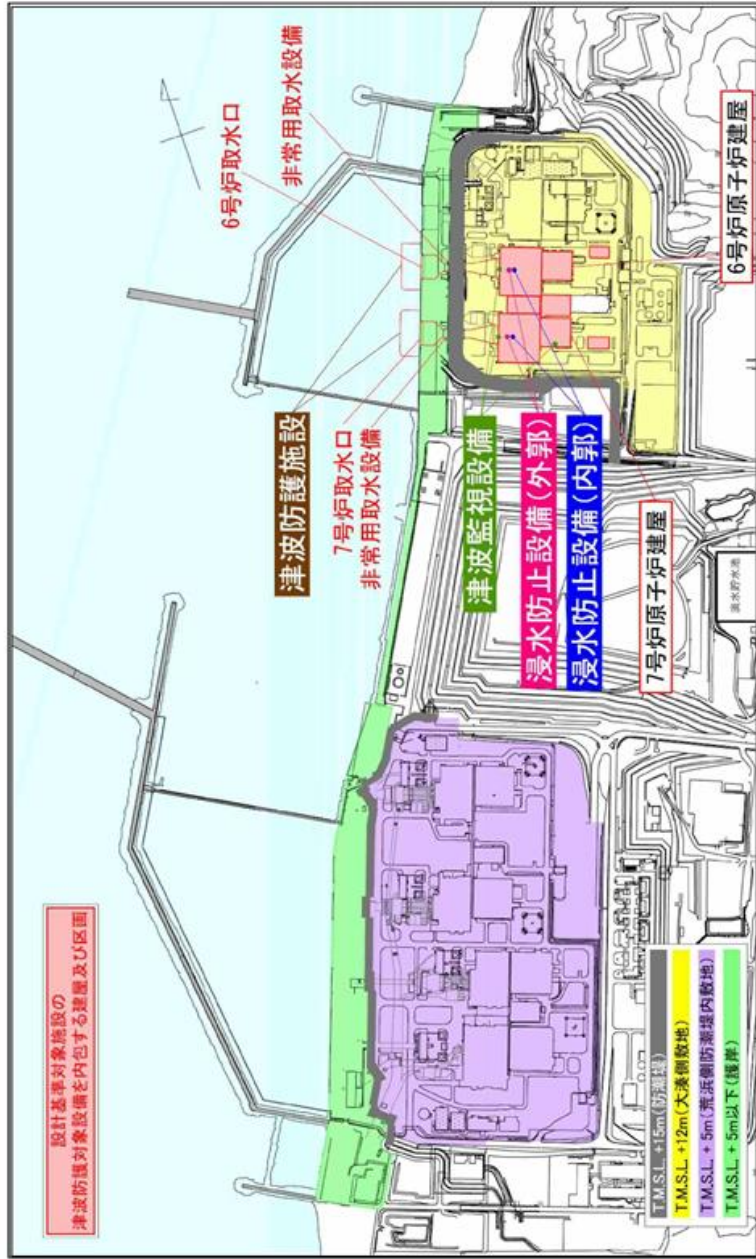 設計基準対象施設の
津波防護対象設備を内包する建屋及び区画
津波防護施設
6号炉取水口
非常用取水設備
7号炉取水口
非常用取水設備
津波監視設備
浸水防止設備(外郭)
浸水防止設備(内郭)
7号炉原子炉建屋
6号炉原子炉建屋
淡水貯水池
T.M.S.L. +15m(防潮堤)
T.M.S.L. +12m(大湊側敷地)
T.M.S.L. + 5m(荒浜側防潮堤内敷地)
T.M.S.L. + 5m以下(護岸)